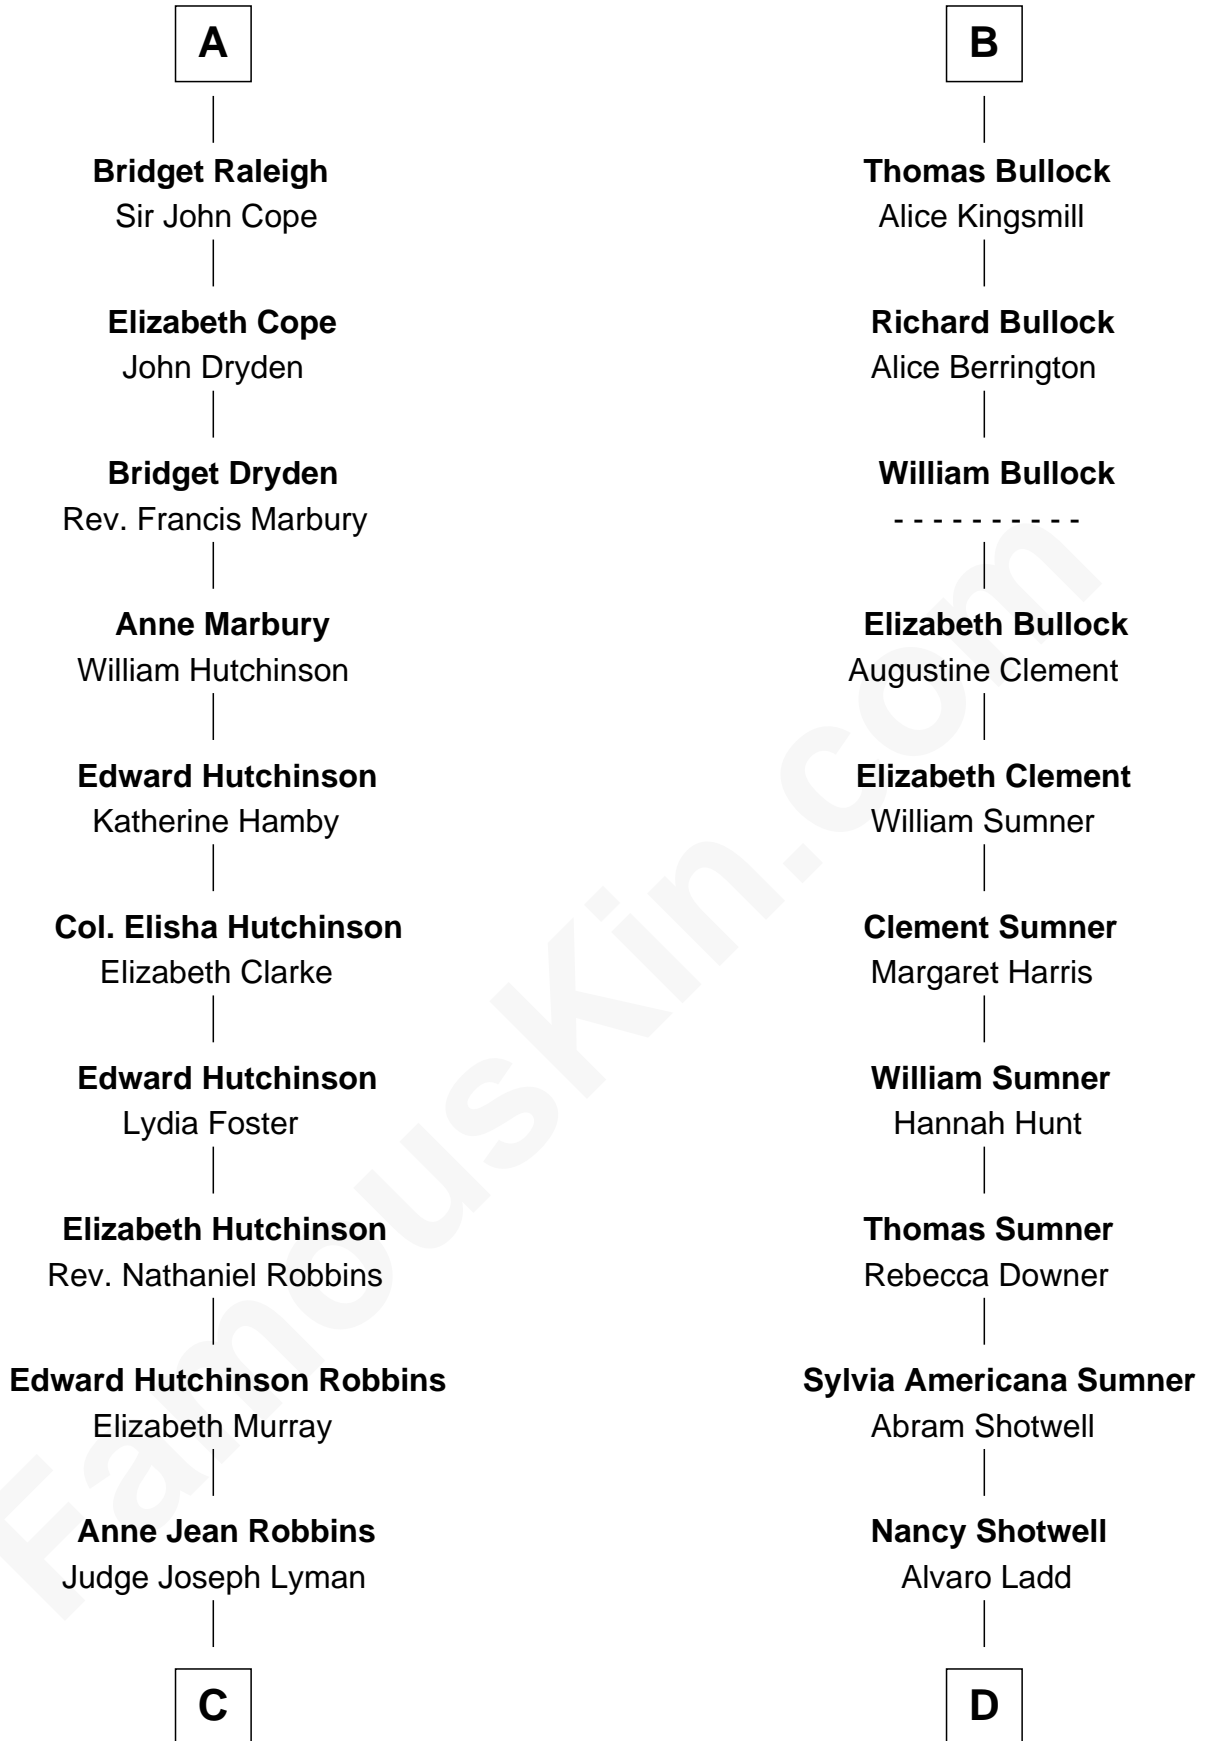 A
Bridget Raleigh
Sir John Cope
Elizabeth Cope
John Dryden
Bridget Dryden
Rev. Francis Marbury
Anne Marbury
William Hutchinson
Edward Hutchinson
Katherine Hamby
Col. Elisha Hutchinson
Elizabeth Clarke
Edward Hutchinson
Lydia Foster
Elizabeth Hutchinson
Rev. Nathaniel Robbins
Edward Hutchinson Robbins
Elizabeth Murray
Anne Jean Robbins
Judge Joseph Lyman
C
B
Thomas Bullock
Alice Kingsmill
Richard Bullock
Alice Berrington
William Bullock
- - - - - - - - - -
Elizabeth Bullock
Augustine Clement
Elizabeth Clement
William Sumner
Clement Sumner
Margaret Harris
William Sumner
Hannah Hunt
Thomas Sumner
Rebecca Downer
Sylvia Americana Sumner
Abram Shotwell
Nancy Shotwell
Alvaro Ladd
D
FamousKin.com